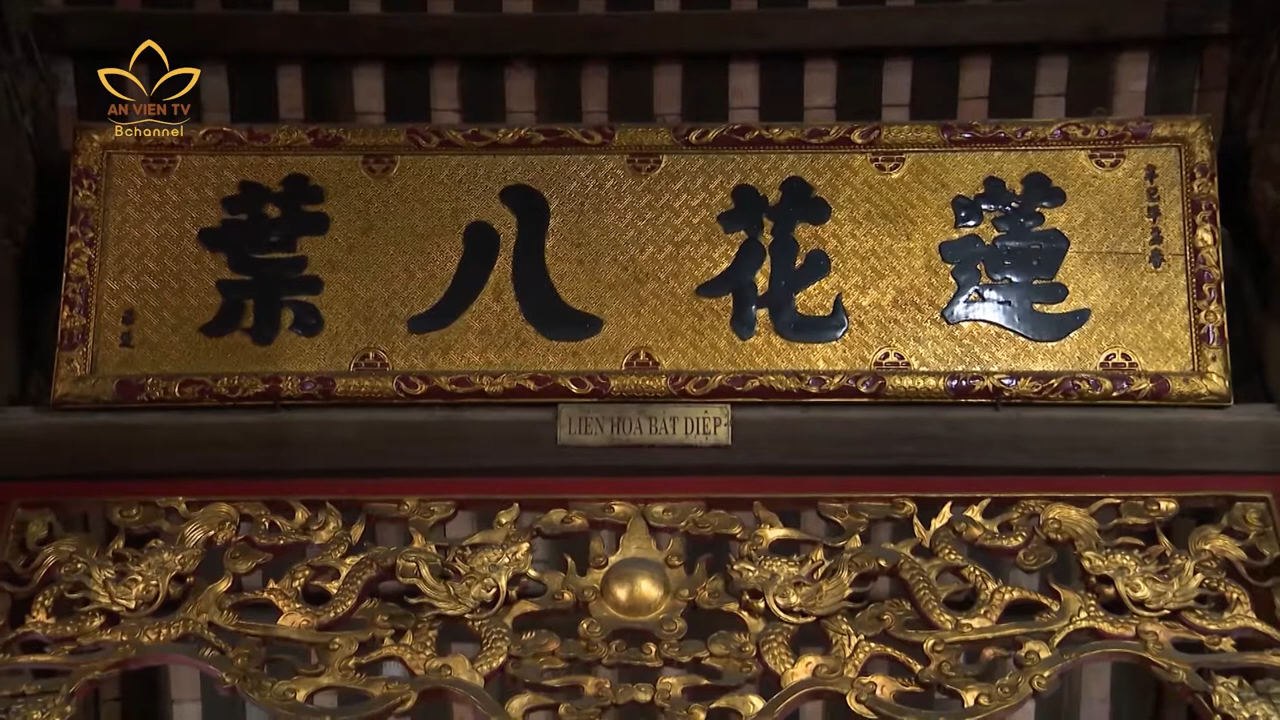 AN VIEN TV
Bchannel
蓮花八葉
LIÊN HOA BÁT DIỆP